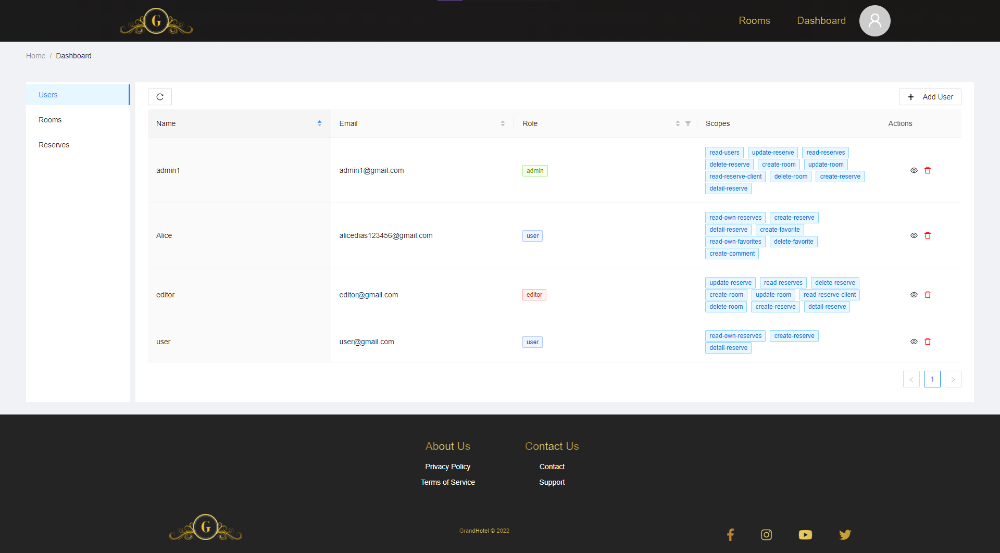 G
Rooms Dashboard
Home / Dashboard
Users
Rooms
Reserves
Add User
Name Email Role Scopes Actions
admin1 admin1@gmail.com admin
read-users update-reserve read-reserves
delete-reserve create-room update-room
read-reserve-client delete-room create-reserve
detail-reserve
Alice alicedias123456@gmail.com user
read-own-reserves create-reserve
detail-reserve create-favorite
read-own-favorites delete-favorite
create-comment
editor editor@gmail.com editor
update-reserve read-reserves delete-reserve
create-room update-room read-reserve-client
delete-room create-reserve detail-reserve
user user@gmail.com user
read-own-reserves create-reserve
detail-reserve
< 1 >
About Us Contact Us
Privacy Policy Contact
Terms of Service Support
G
GrandHotel © 2022